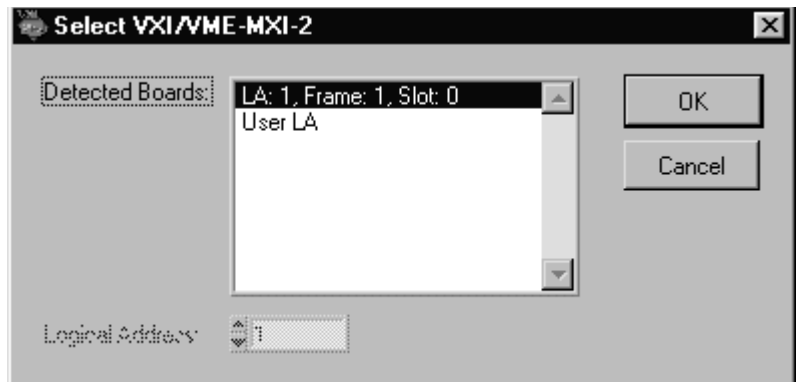 Select VXI/VME-MXI-2
Detected Boards:
LA: 1, Frame: 1, Slot: 0
User LA
OK
Cancel
Logical Address: 1